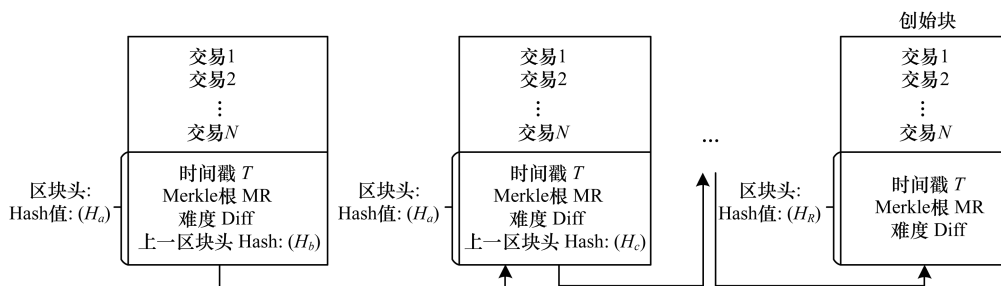 交易1
交易2
⋮
交易N
区块头:
Hash值: (Ha)
时间戳 T
Merkle根 MR
难度 Diff
上一区块头 Hash: (Hb)
交易1
交易2
⋮
交易N
区块头:
Hash值: (Ha)
时间戳 T
Merkle根 MR
难度 Diff
上一区块头 Hash: (Hc)
...
创始块
交易1
交易2
⋮
交易N
区块头:
Hash值: (HR)
时间戳 T
Merkle根 MR
难度 Diff